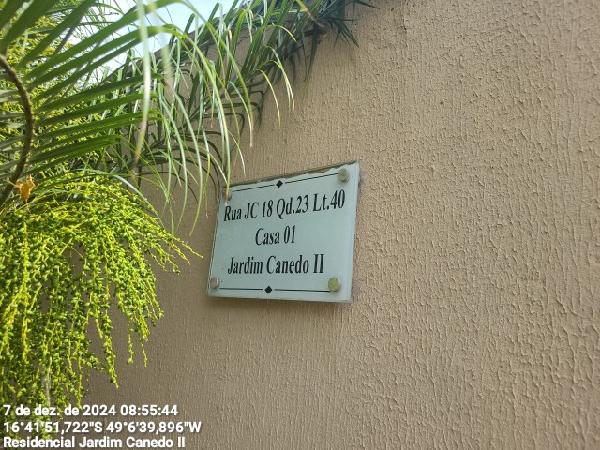 Rua JC 18 Qd.23 Lt.40
Casa 01
Jardim Canedo II
7 de dez. de 2024 08:55:44
16°41'51,722"S 49°6'39,896"W
Residencial Jardim Canedo II